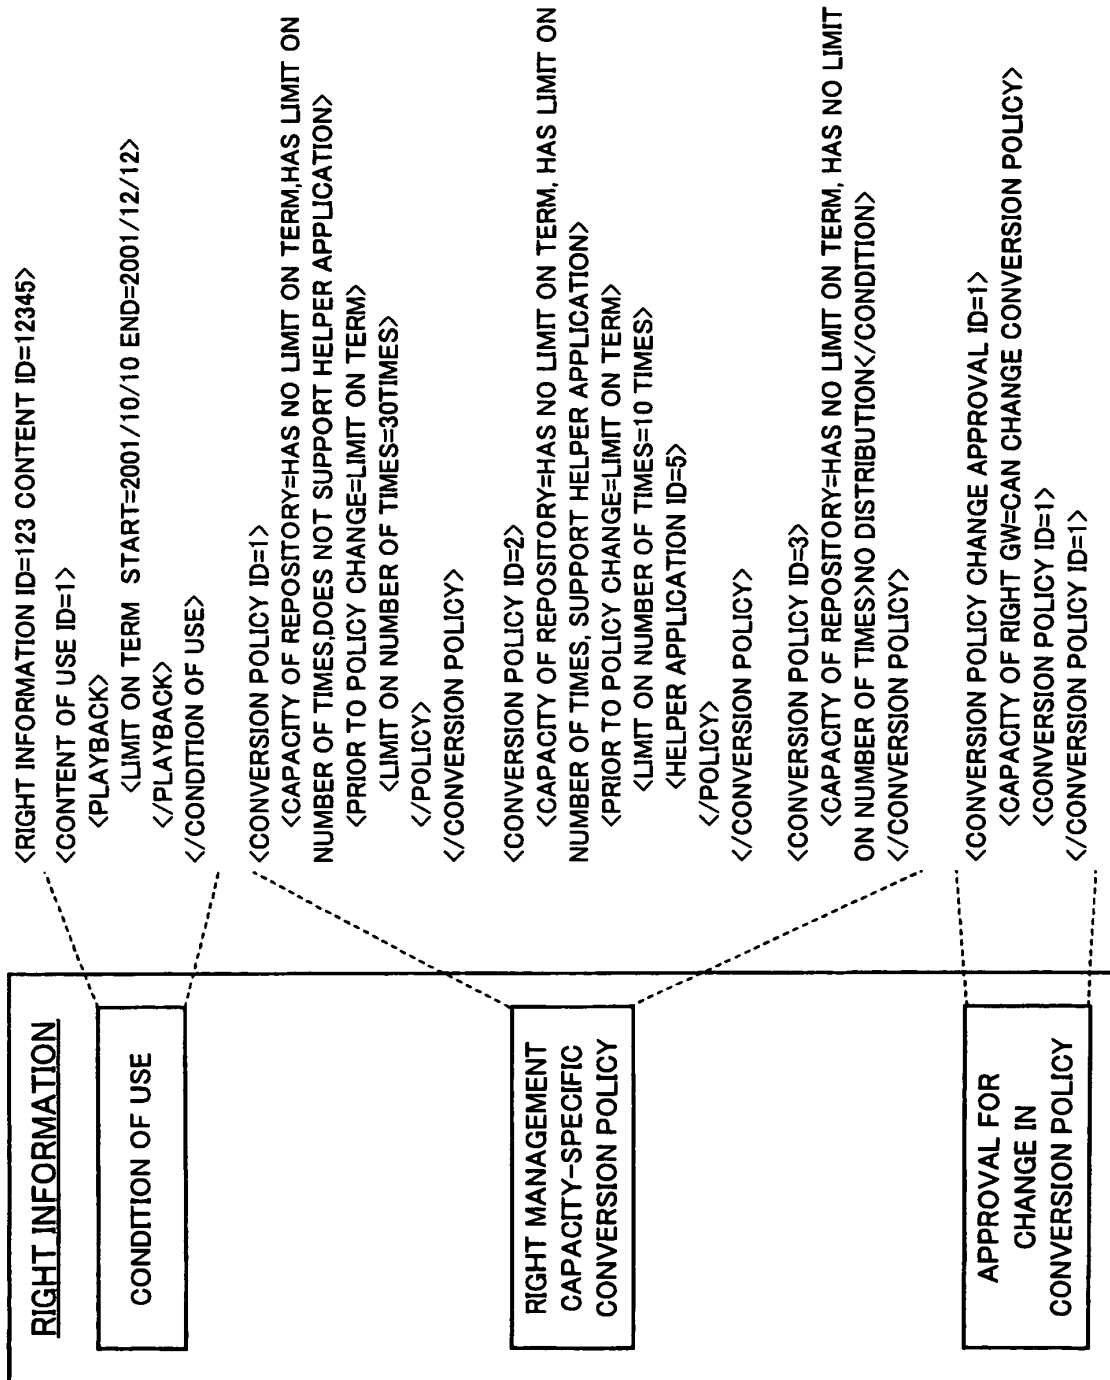 RIGHT INFORMATION
CONDITION OF USE
<RIGHT INFORMATION ID=123 CONTENT ID=12345>
<CONTENT OF USE ID=1>
<PLAYBACK>
<LIMIT ON TERM START=2001/10/10 END=2001/12/12>
</PLAYBACK>
</CONDITION OF USE>
RIGHT MANAGEMENT
CAPACITY-SPECIFIC
CONVERSION POLICY
<CONVERSION POLICY ID=1>
<CAPACITY OF REPOSITORY=HAS NO LIMIT ON TERM,HAS LIMIT ON
NUMBER OF TIMES,DOES NOT SUPPORT HELPER APPLICATION>
<PRIOR TO POLICY CHANGE=LIMIT ON TERM>
<LIMIT ON NUMBER OF TIMES=30TIMES>
</POLICY>
</CONVERSION POLICY>
<CONVERSION POLICY ID=2>
<CAPACITY OF REPOSITORY=HAS NO LIMIT ON TERM, HAS LIMIT ON
NUMBER OF TIMES, SUPPORT HELPER APPLICATION>
<PRIOR TO POLICY CHANGE=LIMIT ON TERM>
<LIMIT ON NUMBER OF TIMES=10 TIMES>
<HELPER APPLICATION ID=5>
</POLICY>
</CONVERSION POLICY>
<CONVERSION POLICY ID=3>
<CAPACITY OF REPOSITORY=HAS NO LIMIT ON TERM, HAS NO LIMIT
ON NUMBER OF TIMES>NO DISTRIBUTION</CONDITION>
</CONVERSION POLICY>
APPROVAL FOR
CHANGE IN
CONVERSION POLICY
<CONVERSION POLICY CHANGE APPROVAL ID=1>
<CAPACITY OF RIGHT GW=CAN CHANGE CONVERSION POLICY>
<CONVERSION POLICY ID=1>
</CONVERSION POLICY ID=1>